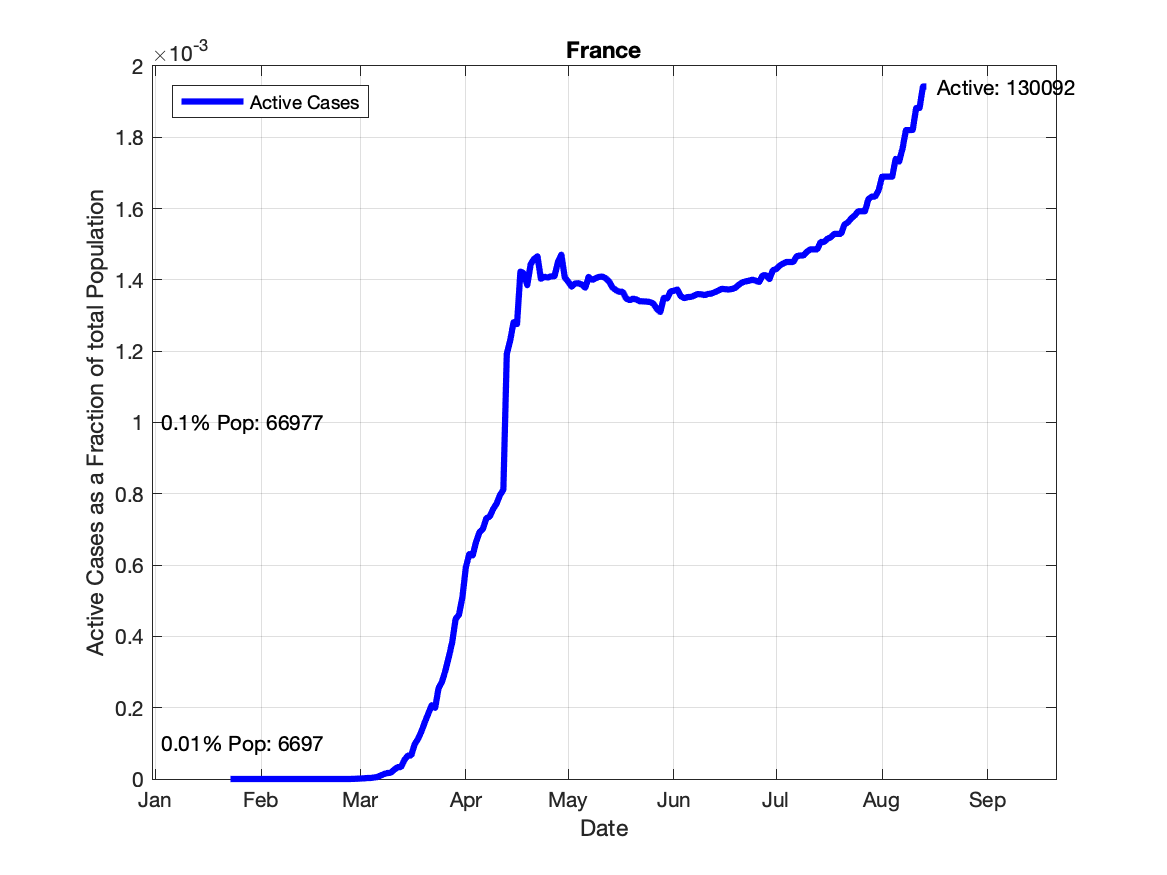 France
×10-3
Active Cases
Active: 130092
2
1.8
1.6
1.4
1.2
1
0.8
0.6
0.4
0.2
0
0.1% Pop: 66977
0.01% Pop: 6697
Active Cases as a Fraction of total Population
Jan Feb Mar Apr May Jun Jul Aug Sep
Date